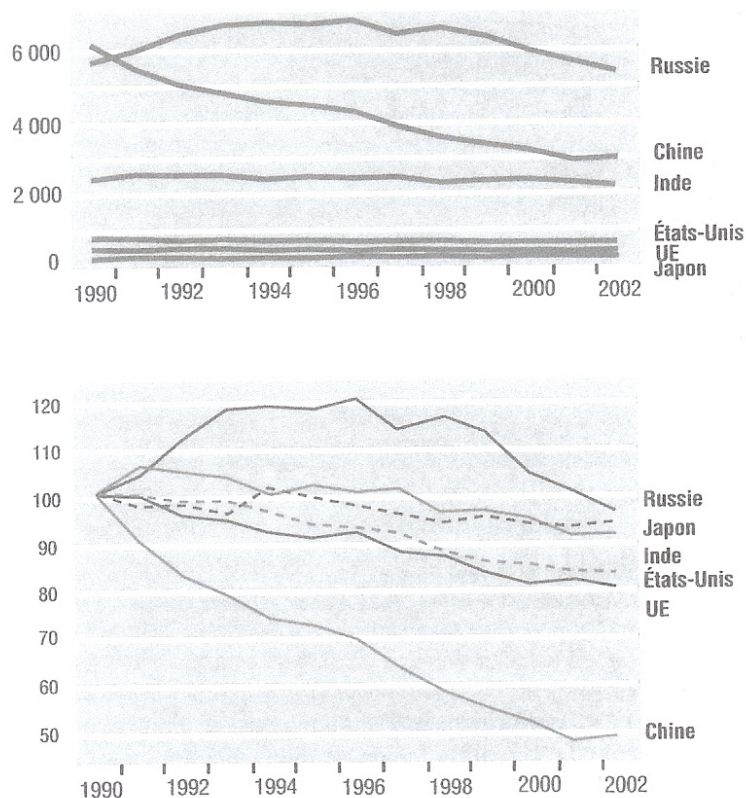 6 000
4 000
2 000
0
Russie
Chine
Inde
États-Unis
UE
Japon
1990 1992 1994 1996 1998 2000 2002
120
110
100
90
80
70
60
50
Russie
Japon
Inde
États-Unis
UE
Chine
1990 1992 1994 1996 1998 2000 2002